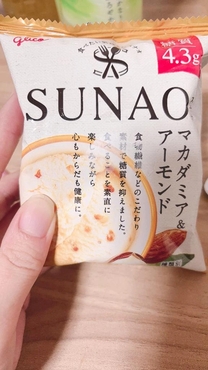 glico
糖質
4.3g
SUNAO
マカダミア&
アーモンド
食物繊維などのこだわり
素材で糖質を抑えました。
食べることを素直に
楽しみながら
心もからだも健康に。